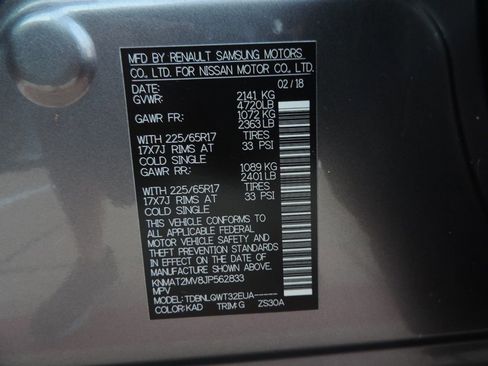 MFD BY RENAULT SAMSUNG MOTORS
CO., LTD. FOR NISSAN MOTOR CO., LTD.
DATE: 02 / 18
GVWR: 2141 KG
4720LB
GAWR FR: 1072 KG
2363LB
WITH 225/65R17 TIRES
17X7J RIMS AT 33 PSI
COLD SINGLE
GAWR RR: 1089 KG
2401LB
WITH 225/65R17 TIRES
17X7J RIMS AT 33 PSI
COLD SINGLE
THIS VEHICLE CONFORMS TO
ALL APPLICABLE FEDERAL
MOTOR VEHICLE SAFETY AND
THEFT PREVENTION STANDARDS
IN EFFECT ON THE DATE OF
MANUFACTURE SHOWN ABOVE.
KNMAT2MV8JP562833
MPV
MODEL:TDBNLGWT32EUA-----
COLOR:KAD TRIM:G ZS30A